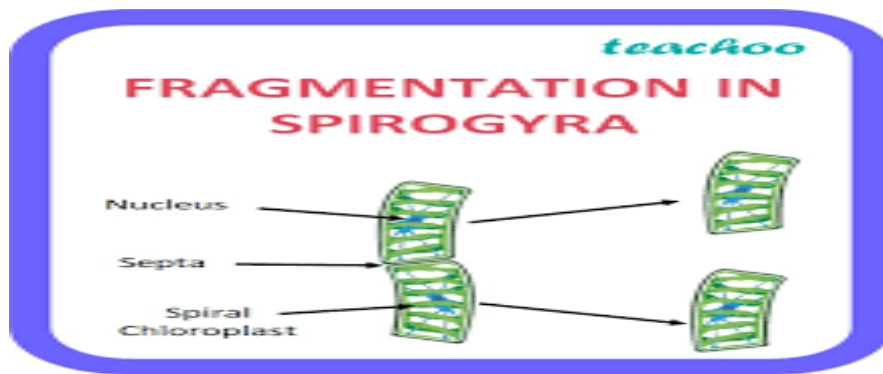 teachoo
FRAGMENTATION IN
SPIROGYRA
Nucleus
Septa
Spiral
Chloroplast